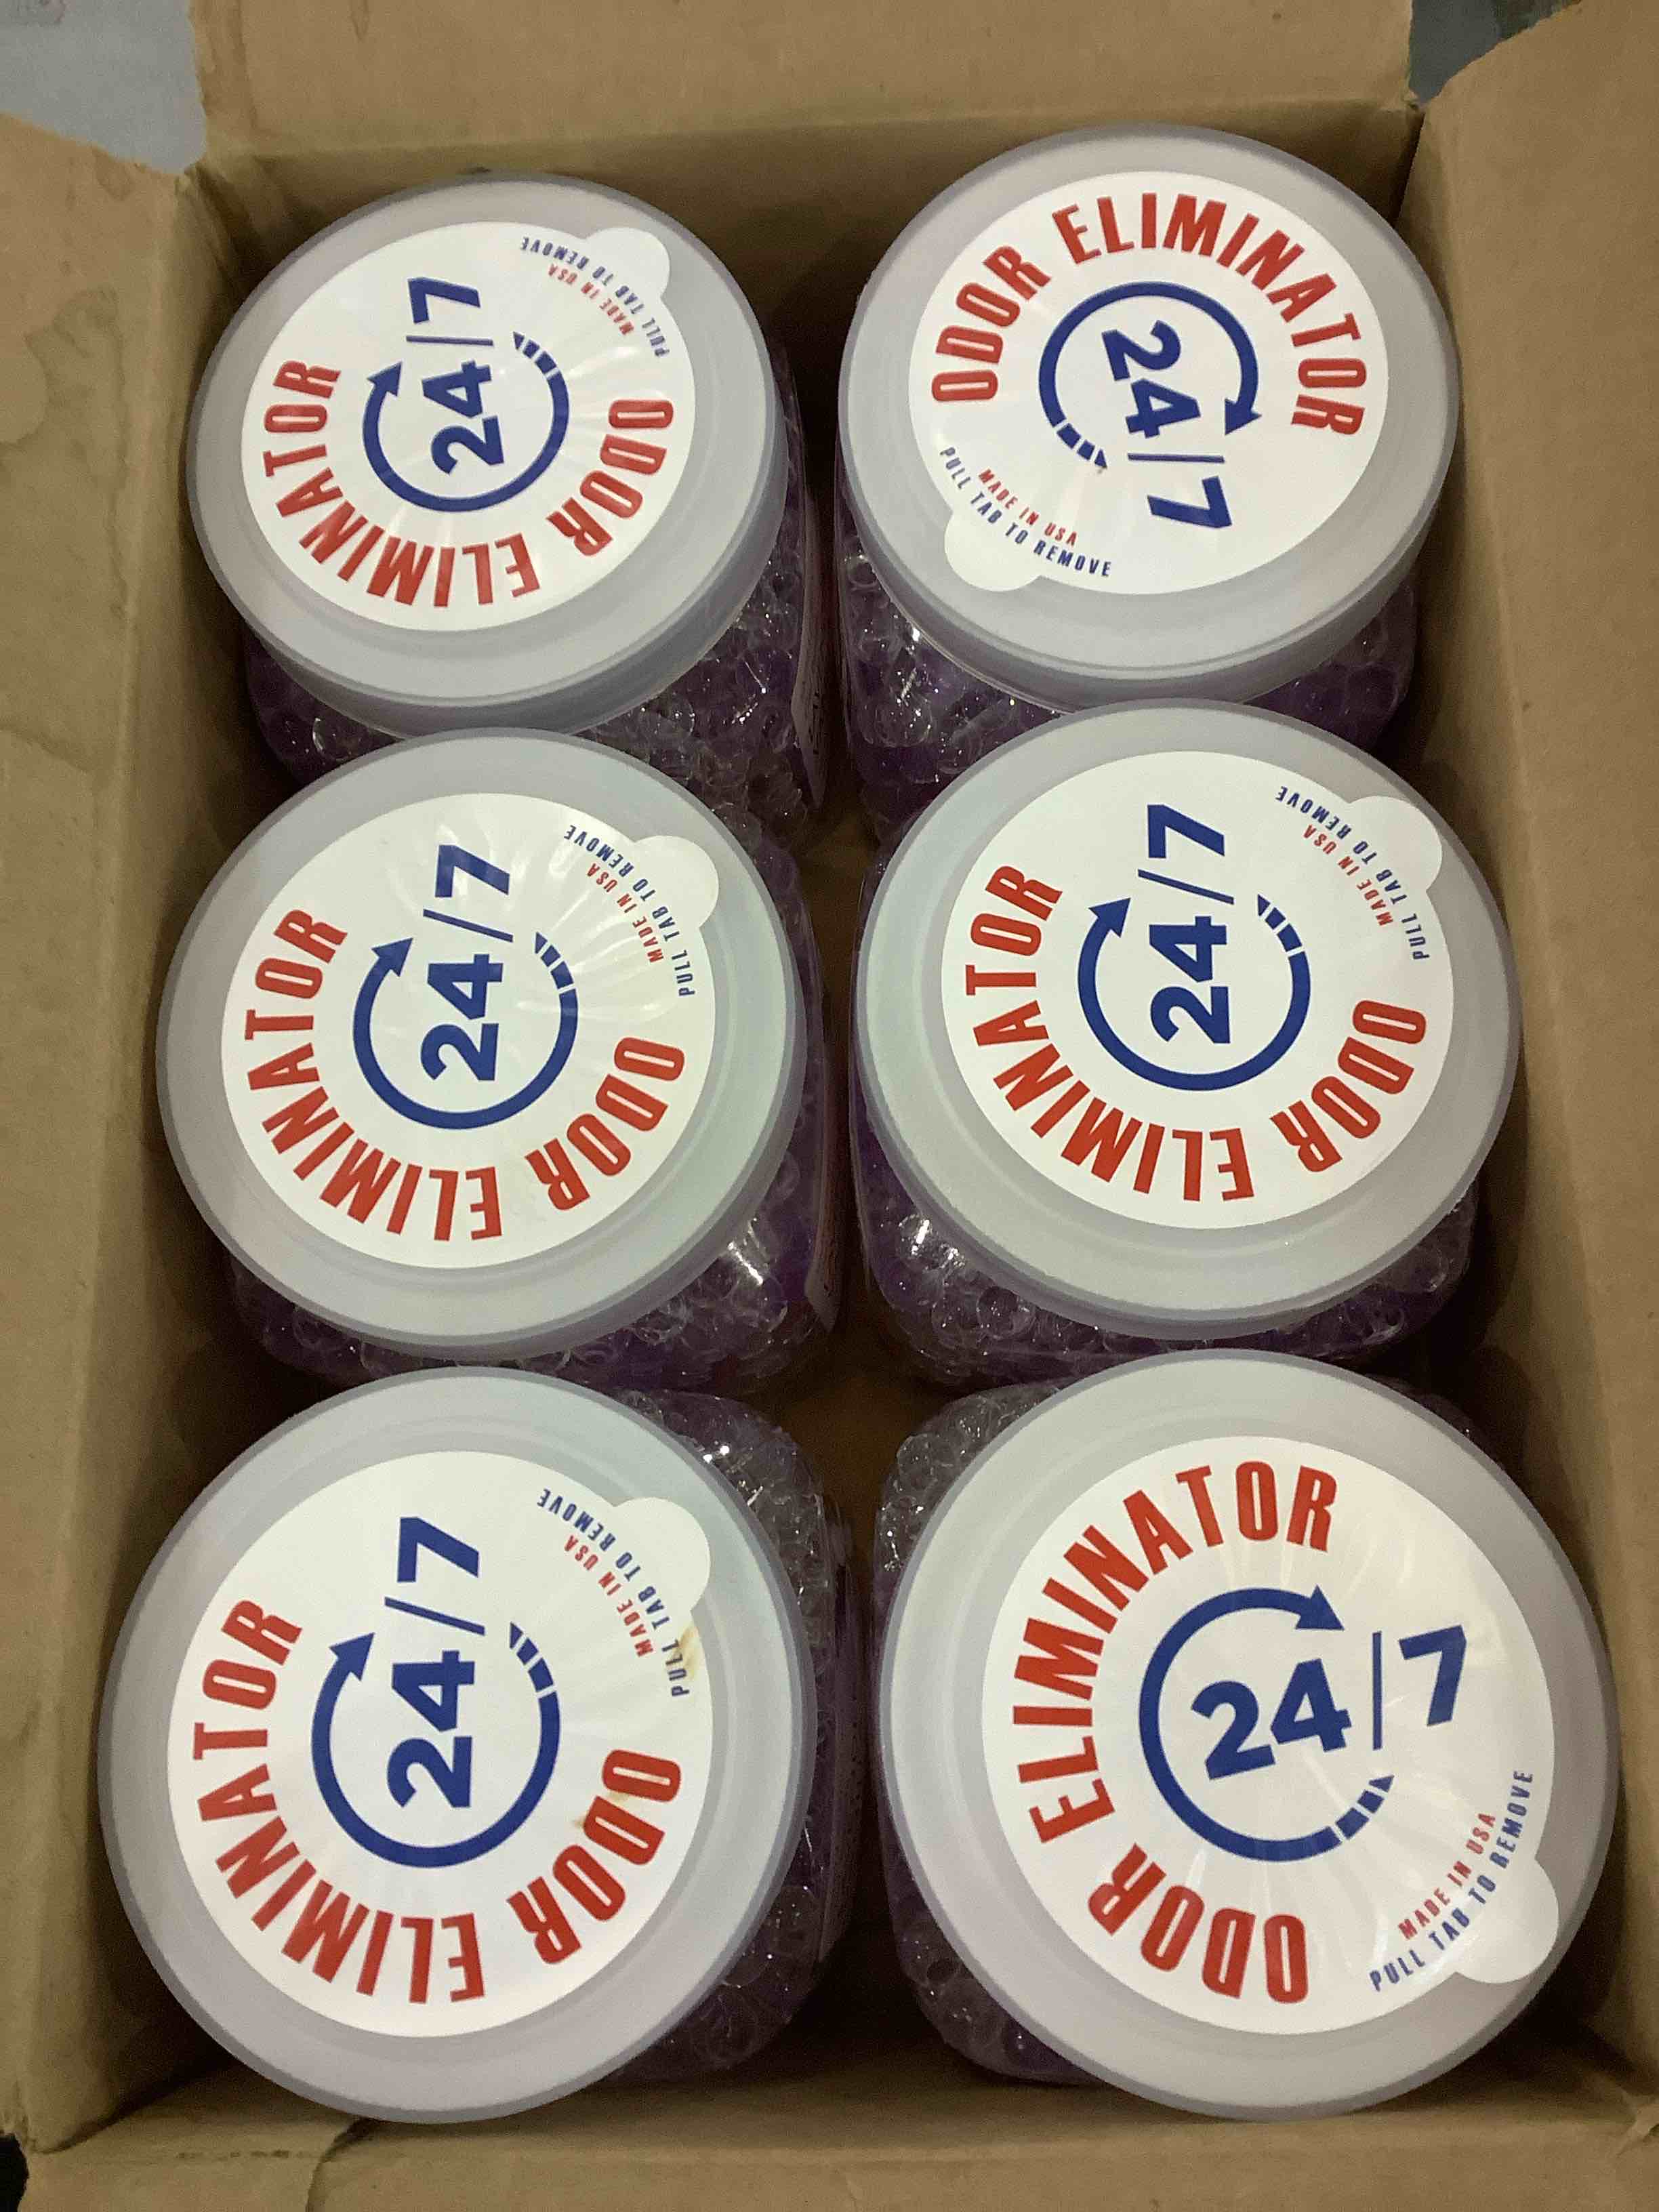 ODOR ELIMINATOR
24/7
MADE IN USA
PULL TAB TO REMOVE
ODOR ELIMINATOR
24/7
MADE IN USA
PULL TAB TO REMOVE
ODOR ELIMINATOR
24/7
MADE IN USA
PULL TAB TO REMOVE
ODOR ELIMINATOR
24/7
MADE IN USA
PULL TAB TO REMOVE
ODOR ELIMINATOR
24/7
MADE IN USA
PULL TAB TO REMOVE
ODOR ELIMINATOR
24/7
MADE IN USA
PULL TAB TO REMOVE